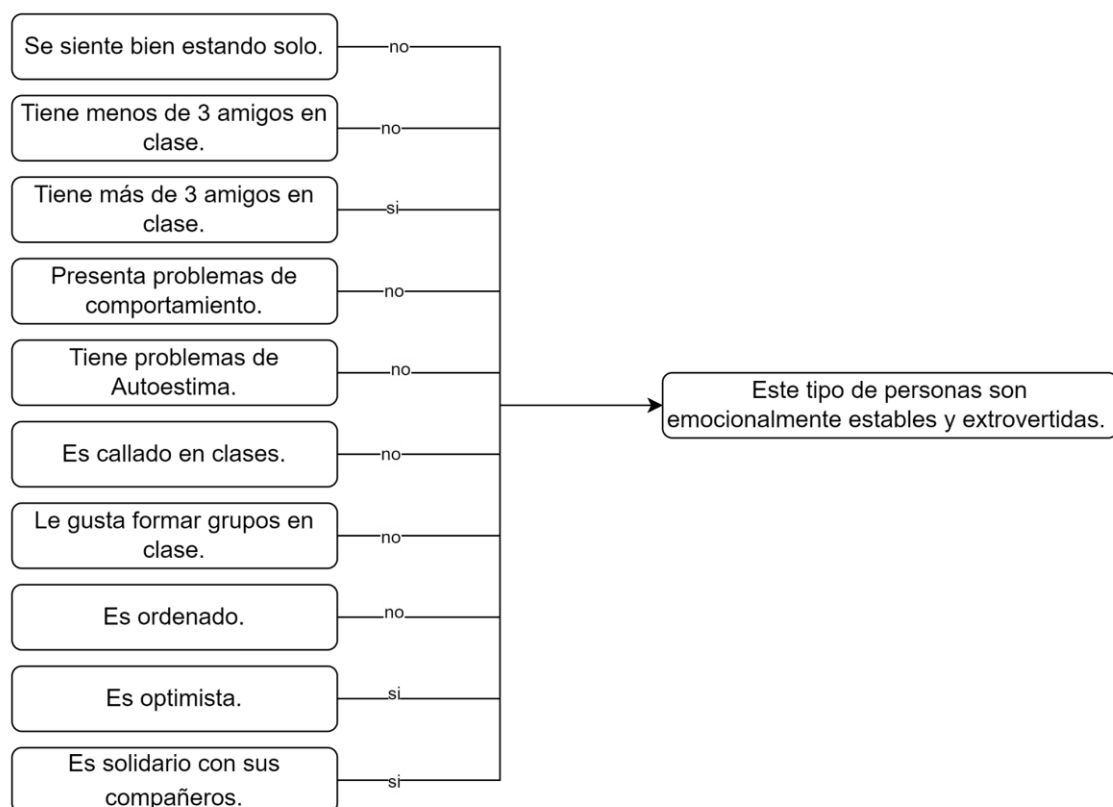 Se siente bien estando solo.
no
Tiene menos de 3 amigos en
clase.
no
Tiene más de 3 amigos en
clase.
si
Presenta problemas de
comportamiento.
no
Tiene problemas de
Autoestima.
no
Es callado en clases.
no
Le gusta formar grupos en
clase.
no
Es ordenado.
no
Es optimista.
si
Es solidario con sus
compañeros.
si
Este tipo de personas son
emocionalmente estables y extrovertidas.